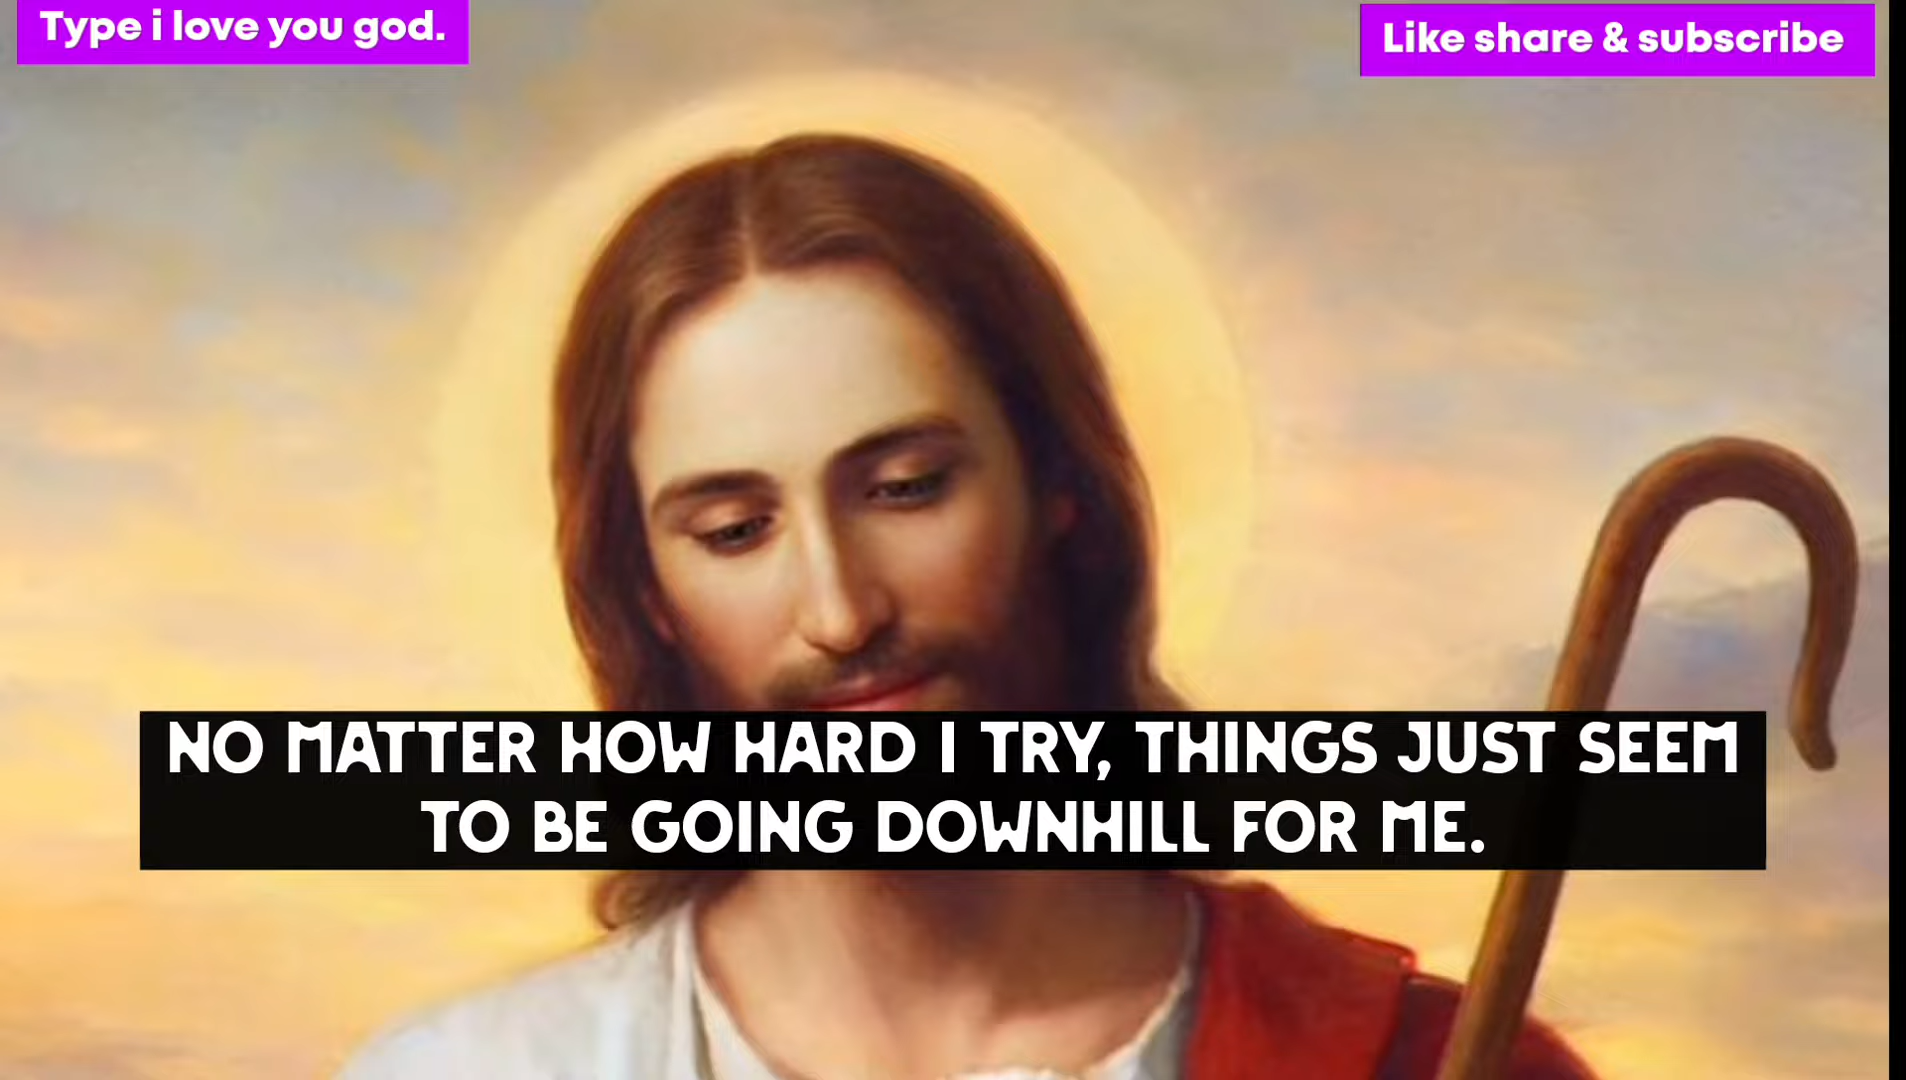 Type i love you god.
Like share & subscribe
NO MATTER HOW HARD I TRY, THINGS JUST SEEM
TO BE GOING DOWNHILL FOR ME.